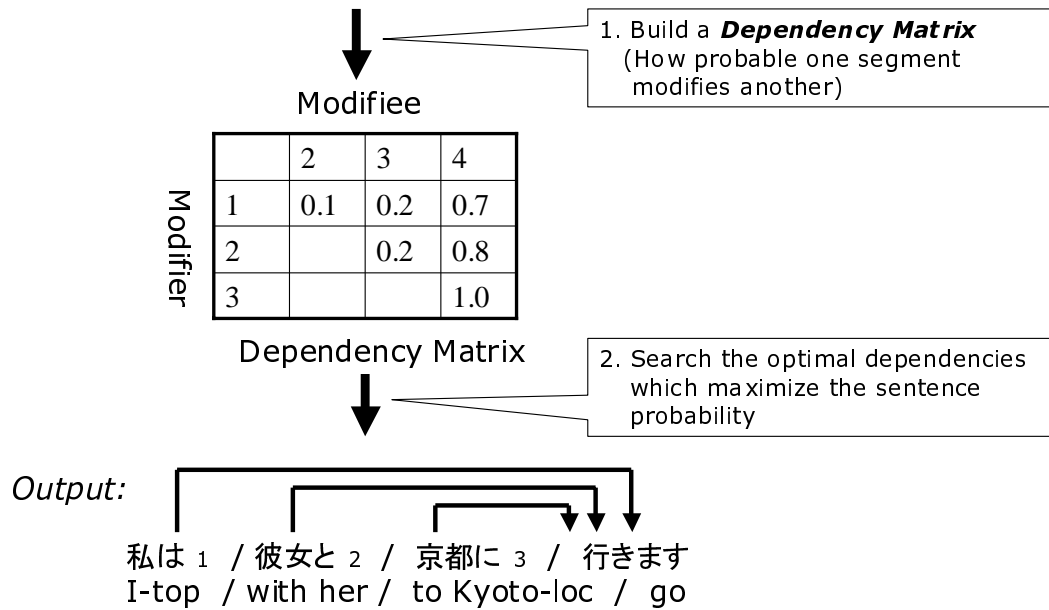 1. Build a Dependency Matrix
(How probable one segment
modifies another)
Modifiee
2 3 4
Modifier
1 0.1 0.2 0.7
2 0.2 0.8
3 1.0
Dependency Matrix
2. Search the optimal dependencies
which maximize the sentence
probability
Output:
私は 1 / 彼女と 2 / 京都に 3 / 行きます
I-top / with her / to Kyoto-loc / go